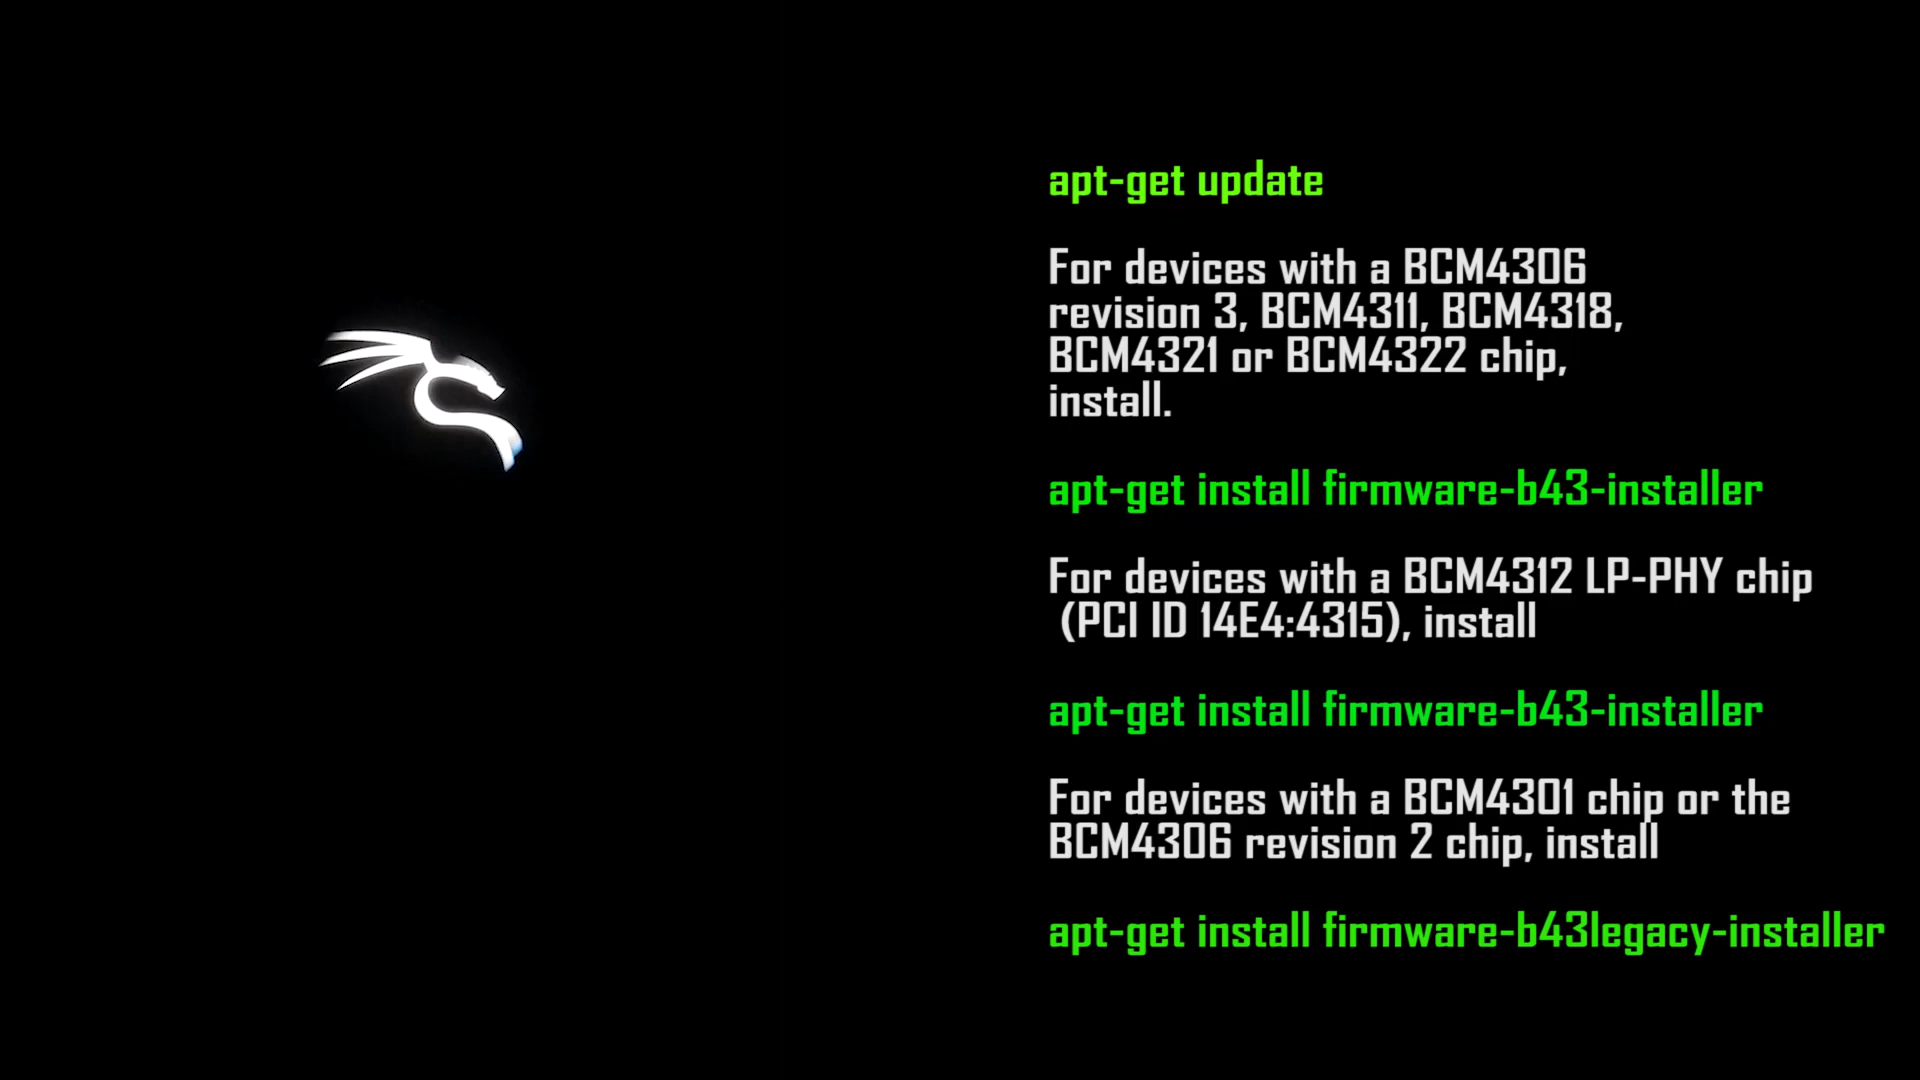 apt-get update
For devices with a BCM4306
revision 3, BCM4311, BCM4318,
BCM4321 or BCM4322 chip,
install.
apt-get install firmware-b43-installer
For devices with a BCM4312 LP-PHY chip
(PCI ID 14E4:4315), install
apt-get install firmware-b43-installer
For devices with a BCM4301 chip or the
BCM4306 revision 2 chip, install
apt-get install firmware-b43legacy-installer